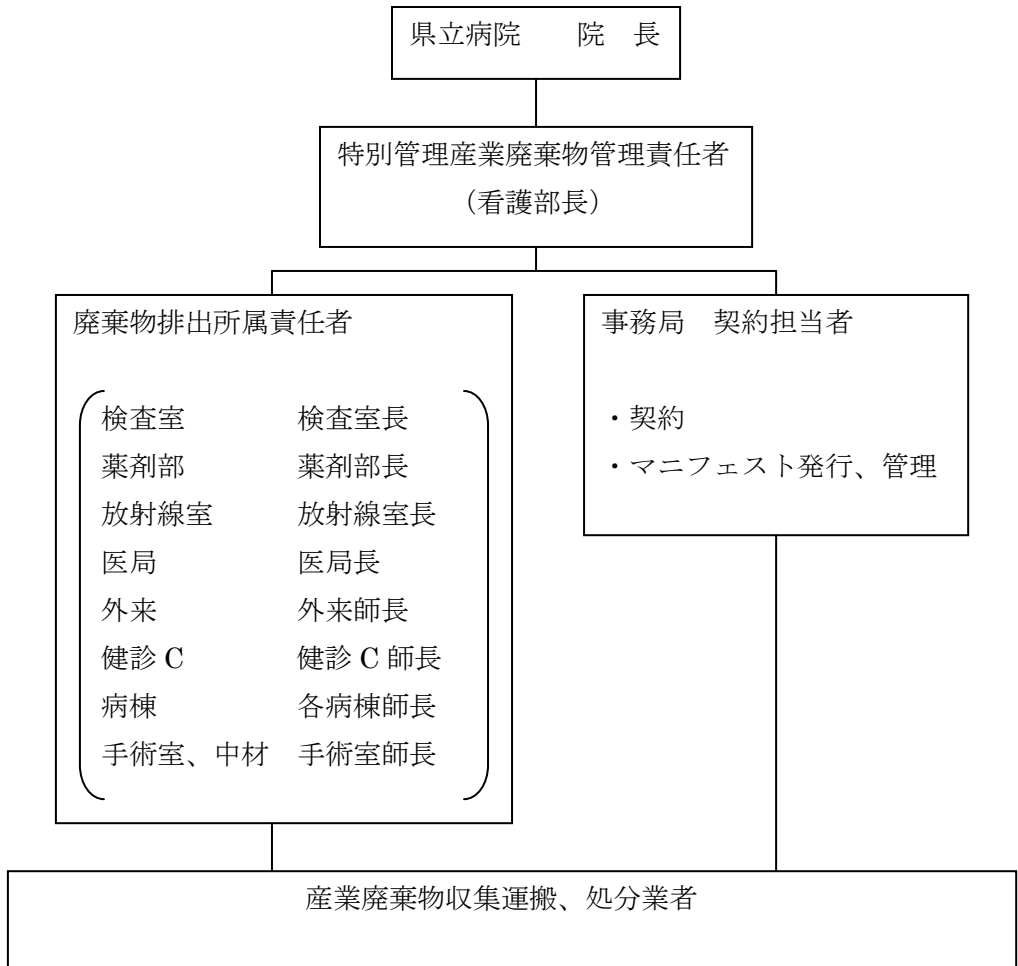 県立病院　　院　長
特別管理産業廃棄物管理責任者
（看護部長）
廃棄物排出所属責任者
検査室　検査室長
薬剤部　薬剤部長
放射線室　放射線室長
医局　医局長
外来　外来師長
健診 C　健診 C 師長
病棟　各病棟師長
手術室、中材　手術室師長
事務局　契約担当者
・契約
・マニフェスト発行、管理
産業廃棄物収集運搬、処分業者